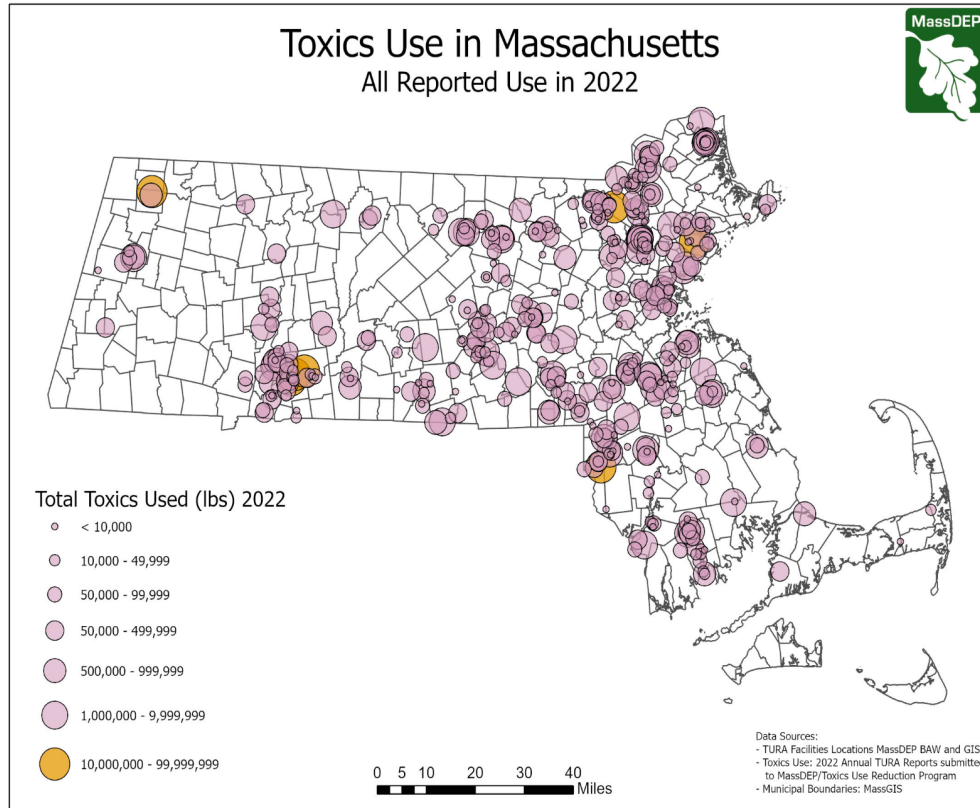 Toxics Use in Massachusetts
All Reported Use in 2022
MassDEP
Total Toxics Used (lbs) 2022
< 10,000
10,000 - 49,999
50,000 - 99,999
50,000 - 499,999
500,000 - 999,999
1,000,000 - 9,999,999
10,000,000 - 99,999,999
0 5 10 20 30 40
Miles
Data Sources:
- TURA Facilities Locations MassDEP BAW and GIS
- Toxics Use: 2022 Annual TURA Reports submitted
to MassDEP/Toxics Use Reduction Program
- Municipal Boundaries: MassGIS